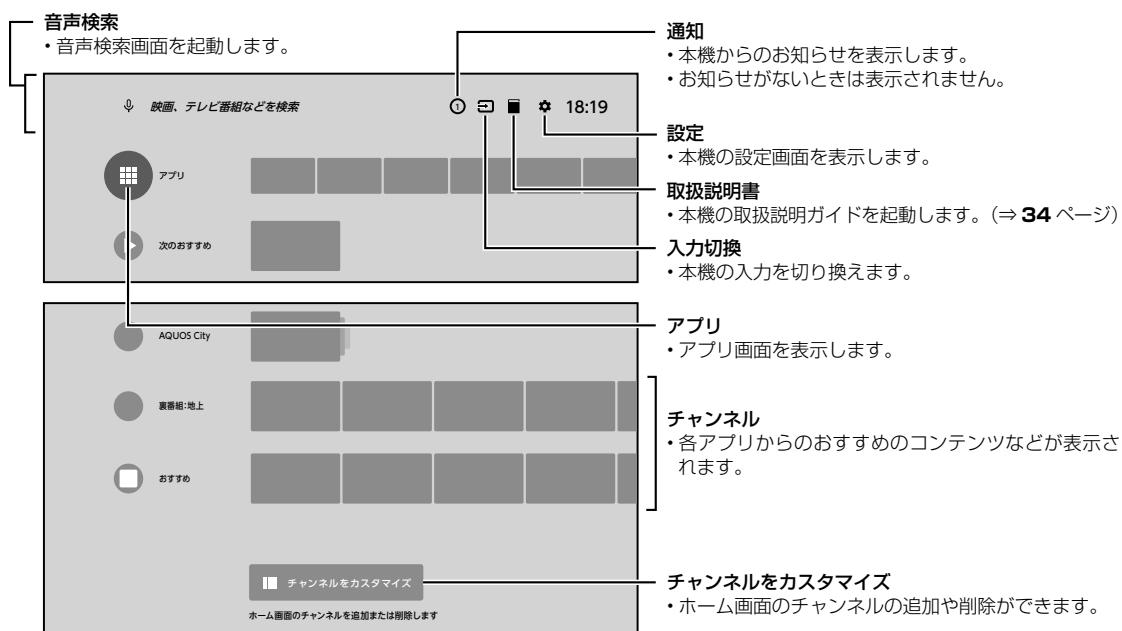 音声検索
・音声検索画面を起動します。
映画、テレビ番組などを検索
1
18:19
アプリ
次のおすすめ
AQUOS City
裏番組:地上
おすすめ
チャンネルをカスタマイズ
ホーム画面のチャンネルを追加または削除します
通知
・本機からのお知らせを表示します。
・お知らせがないときは表示されません。
設定
・本機の設定画面を表示します。
取扱説明書
・本機の取扱説明ガイドを起動します。(⇒ 34 ページ)
入力切換
・本機の入力を切り換えます。
アプリ
・アプリ画面を表示します。
チャンネル
・各アプリからのおすすめのコンテンツなどが表示さ
れます。
チャンネルをカスタマイズ
・ホーム画面のチャンネルの追加や削除ができます。